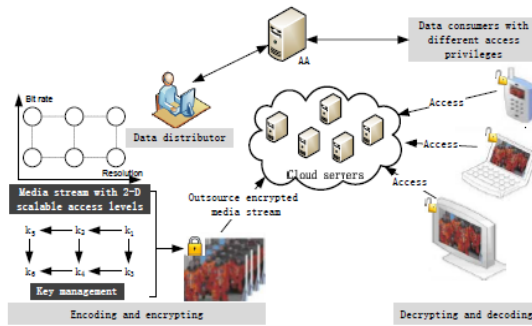 AA
Data consumers with
different access
privileges
Bit rate
Data distributor
Access
Resolution
Cloud servers
Access
Access
Media stream with 2-D
scalable access levels
Outsource encrypted
media stream
k5 k2 k1
k6 k4 k3
Key management
Encoding and encrypting
Decrypting and decoding